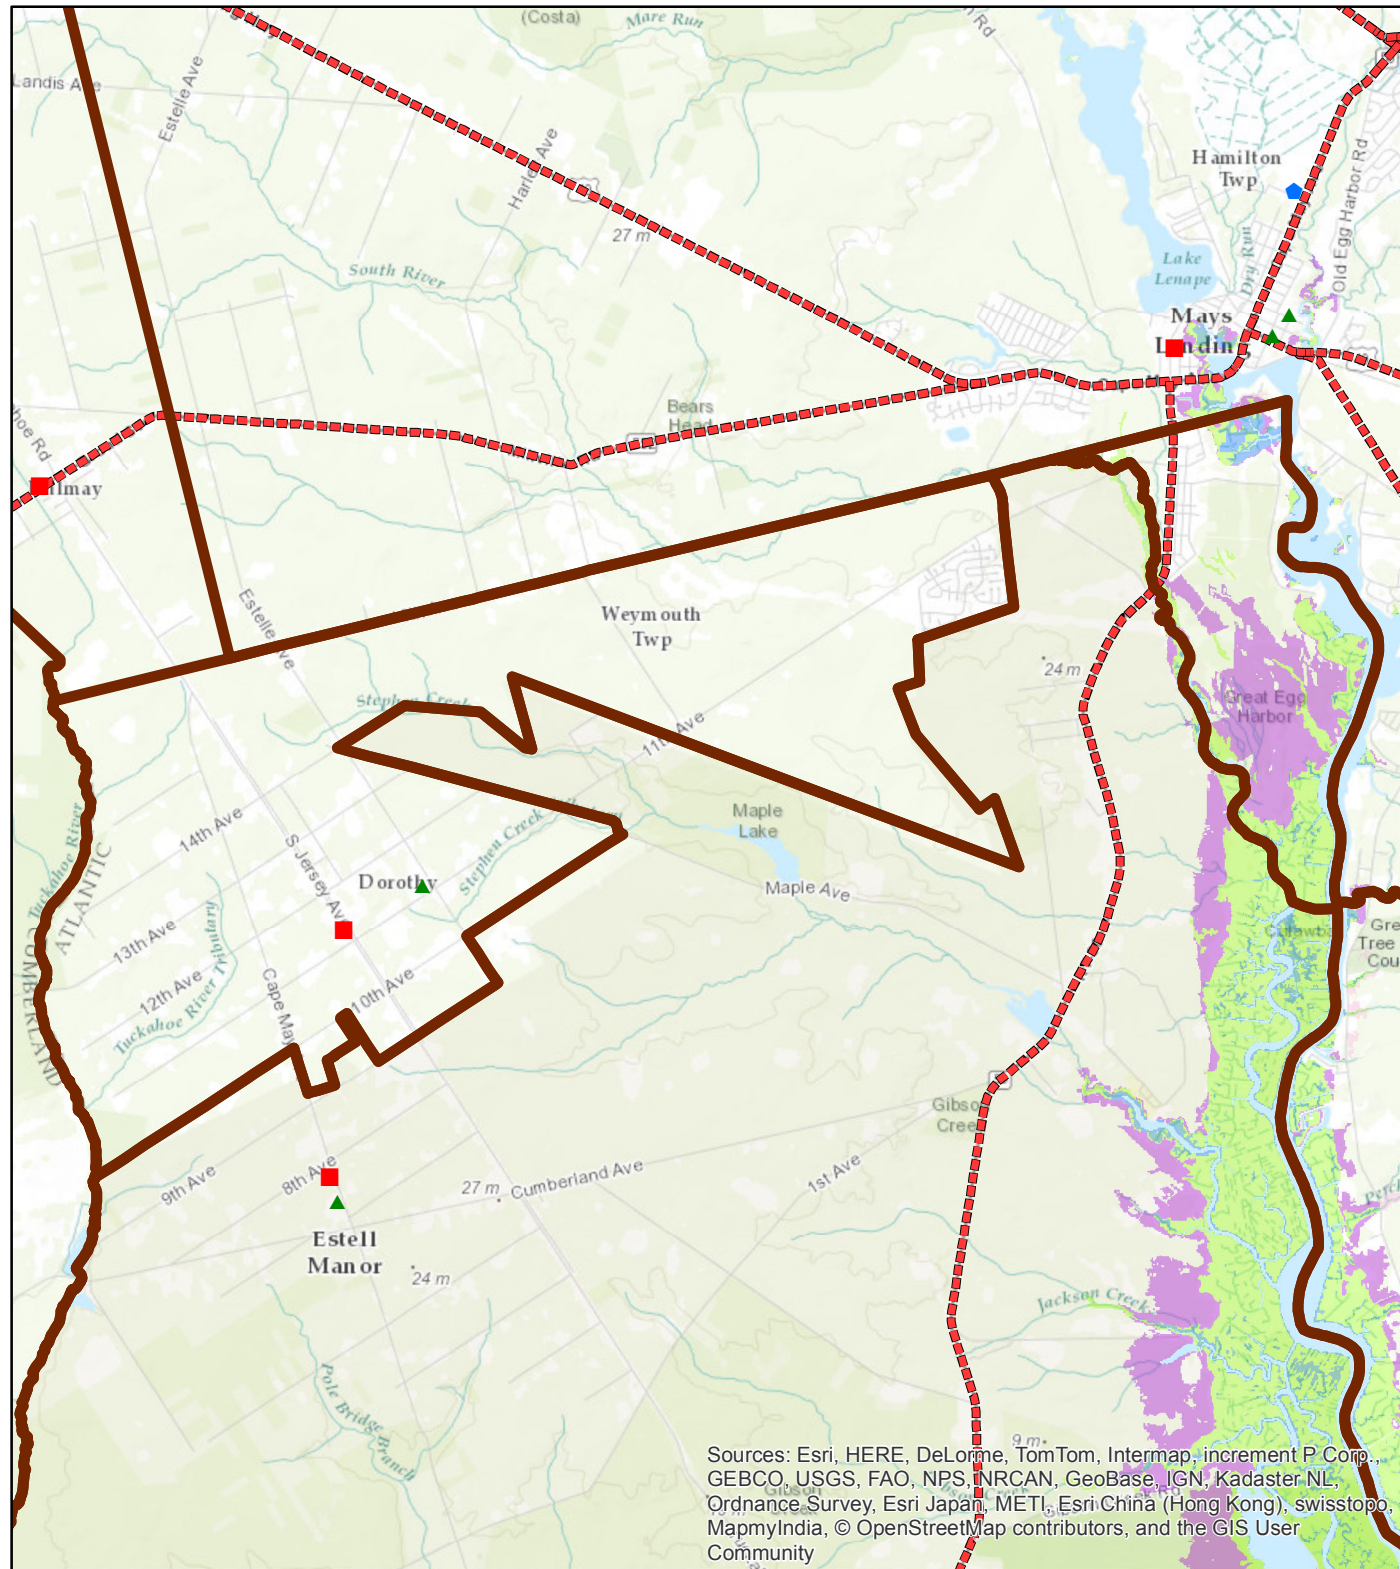 (Costa)
Mare Run
Landis Ave
Estelle Ave
Harley Ave
Rd
Hamilton
Twp
Old Egg Harbor Rd
27 m
South River
Dry Run
Lake
Lenape
Mays
Landing
Bears
Head
Rd
Estelle Ave
Weymouth
Twp
24 m
Stephen Creek
Great Egg
Harbor
11th Ave
Tuckahoe River
14th Ave
S Jersey Ave
Stephen Creek
Maple
Lake
Dorothy
Maple Ave
ATLANTIC
13th Ave
12th Ave
Tuckahoe River Tributary
Cape May
10th Ave
Gre
Tree
Cou
UMBERLAND
Gibso
Cree
9th Ave
8th Ave
27 m
Cumberland Ave
1st Ave
Perch
Estell
Manor
24 m
Jackson Creek
Pole Bridge Branch
9 m
Gibson
Creek
Sources: Esri, HERE, DeLorme, TomTom, Intermap, increment P Corp.,
GEBCO, USGS, FAO, NPS, NRCAN, GeoBase, IGN, Kadaster NL,
Ordnance Survey, Esri Japan, METI, Esri China (Hong Kong), swisstopo,
MapmyIndia, © OpenStreetMap contributors, and the GIS User
Community